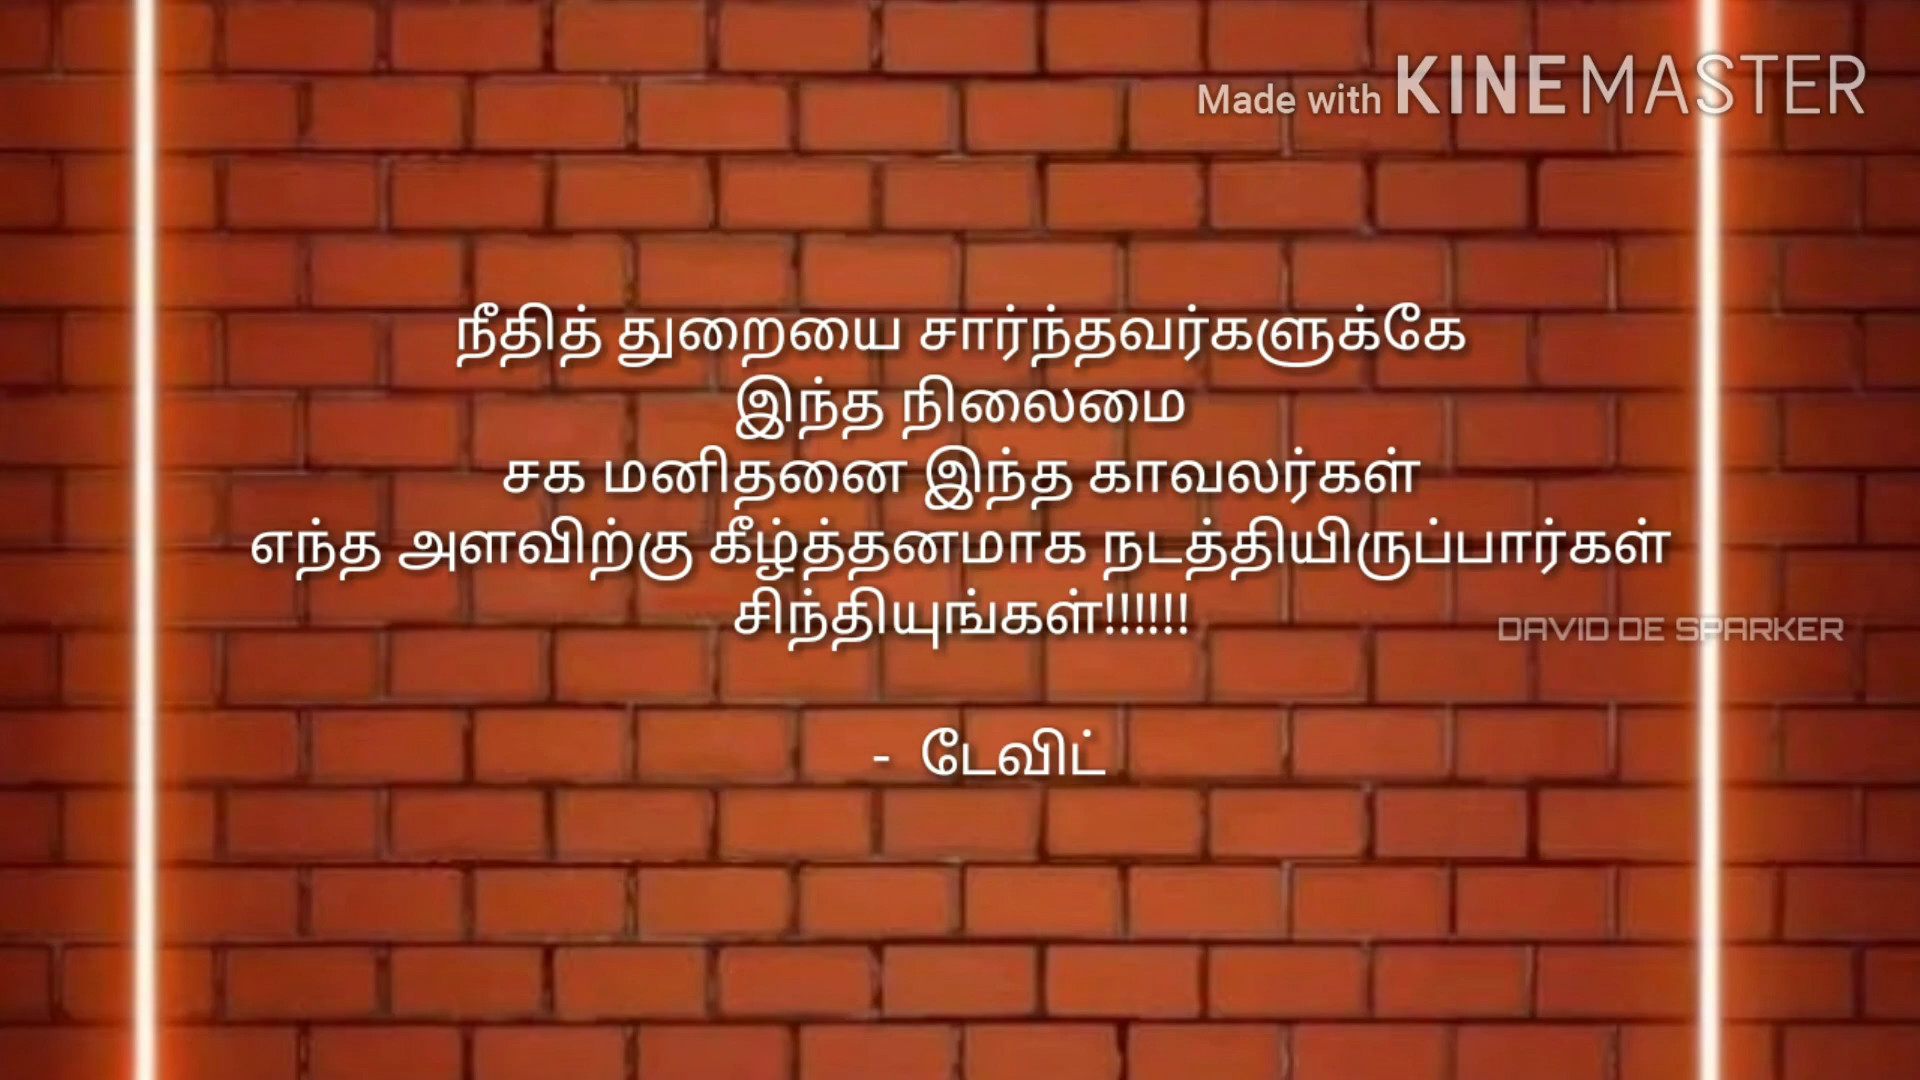 Made with KINEMASTER
நீதித் துறையை சார்ந்தவர்களுக்கே
இந்த நிலைமை
சக மனிதனை இந்த காவலர்கள்
எந்த அளவிற்கு கீழ்த்தனமாக நடத்தியிருப்பார்கள்
சிந்தியுங்கள்!!!!!!
DAVID DE SPARKER
- டேவிட்